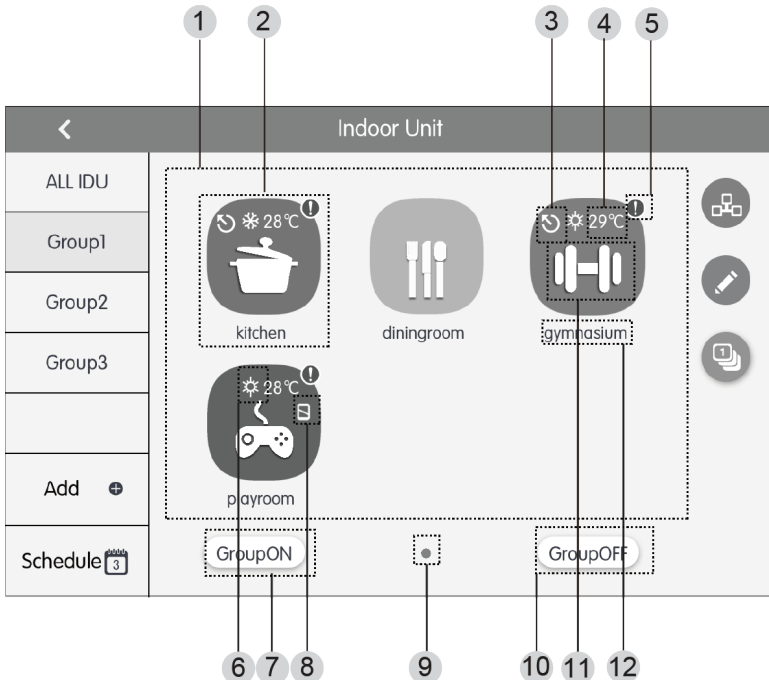 1 2 3 4 5
Indoor Unit
ALL IDU
Group1
Group2
Group3
Add
Schedule 3
28℃
kitchen
diningroom
29℃
gymnasium
28℃
playroom
1
GroupON
GroupOFF
6 7 8 9 10 11 12